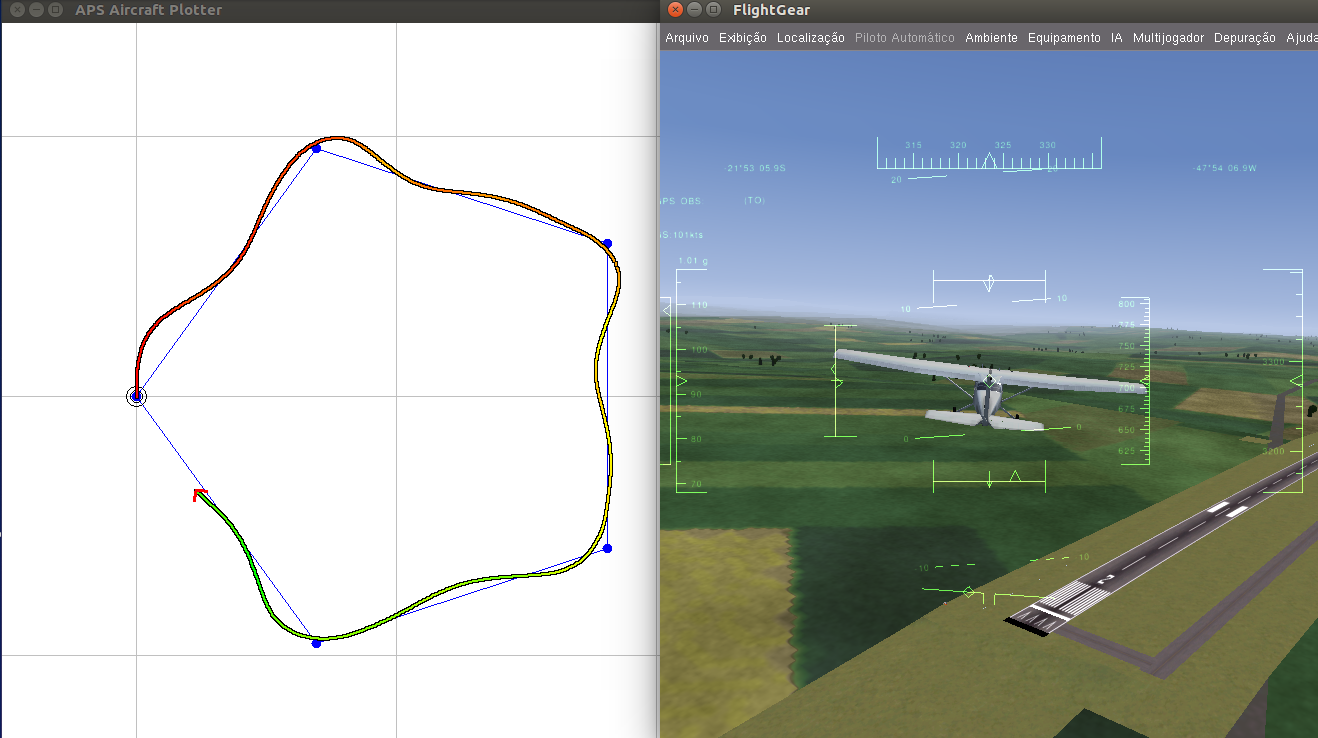 APS Aircraft Plotter
FlightGear
Arquivo Exibição Localização Piloto Automático Ambiente Equipamento IA Multijogador Depuração Ajuda
315 320 325 330
-21°53 05.9S
-47°54 06.9W
20 20
(TO)
PS OBS.
S:101kts
1.01 g
10 10
110
100
90
80
70
800
775
750
725
700
675
650
625
3300
3200
0 0
-10 -10
2